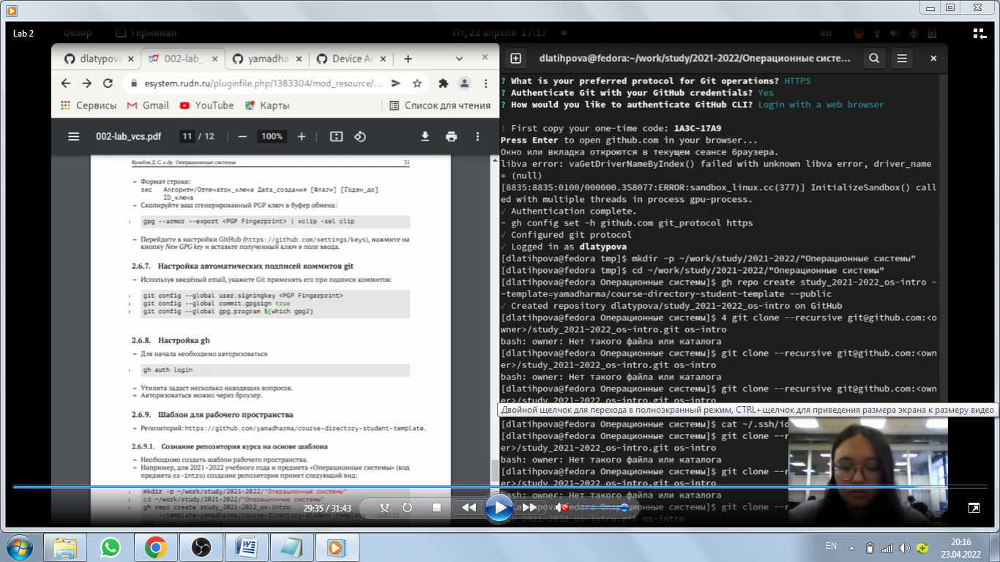 Lab 2
Обзор
Терминал
Пт, 22 апреля 17:17
en
dlatypova
002-lab_
yamadha
Device Ac
esystem.rudn.ru/pluginfile.php/1383304/mod_resource/...
Сервисы
Gmail
YouTube
Карты
Список для чтения
002-lab_vcs.pdf
11 / 12
100%
Кулябов Д. С. и др. Операционные системы
31
– Формат строки:
sec Алгоритм/Отпечаток_ключа Дата_создания [Флаги] [Годен_до]
ID_ключа
– Скопируйте ваш сгенерированный PGP ключ в буфер обмена:
1 gpg --armor --export <PGP Fingerprint> | xclip -sel clip
– Перейдите в настройки GitHub (https://github.com/settings/keys), нажмите на
кнопку New GPG key и вставьте полученный ключ в поле ввода.
2.6.7. Настройка автоматических подписей коммитов git
– Используя введёный email, укажите Git применять его при подписи коммитов:
1 git config --global user.signingkey <PGP Fingerprint>
2 git config --global commit.gpgsign true
3 git config --global gpg.program $(which gpg2)
2.6.8. Настройка gh
– Для начала необходимо авторизоваться
1 gh auth login
– Утилита задаст несколько наводящих вопросов.
– Авторизоваться можно через броузер.
2.6.9. Шаблон для рабочего пространства
– Репозиторий: https://github.com/yamadharma/course-directory-student-template.
2.6.9.1. Сознание репозитория курса на основе шаблона
– Необходимо создать шаблон рабочего пространства.
– Например, для 2021–2022 учебного года и предмета «Операционные системы» (код
предмета os-intro) создание репозитория примет следующий вид:
1 mkdir -p ~/work/study/2021-2022/"Операционные системы"
2 cd ~/work/study/2021-2022/"Операционные системы"
3 gh repo create study_2021-2022_os-intro
--template=yamadharma/course-directory-student-template --public
dlatihpova@fedora:~/work/study/2021-2022/Операционные систе...
? What is your preferred protocol for Git operations? HTTPS
? Authenticate Git with your GitHub credentials? Yes
? How would you like to authenticate GitHub CLI? Login with a web browser
! First copy your one-time code: 1A3C-17A9
Press Enter to open github.com in your browser...
Окно или вкладка откроются в текущем сеансе браузера.
libva error: vaGetDriverNameByIndex() failed with unknown libva error, driver_name
= (null)
[8835:8835:0100/000000.358077:ERROR:sandbox_linux.cc(377)] InitializeSandbox() call
ed with multiple threads in process gpu-process.
✓ Authentication complete.
- gh config set -h github.com git_protocol https
✓ Configured git protocol
✓ Logged in as dlatypova
[dlatihpova@fedora tmp]$ mkdir -p ~/work/study/2021-2022/"Операционные системы"
[dlatihpova@fedora tmp]$ cd ~/work/study/2021-2022/"Операционные системы"
[dlatihpova@fedora Операционные системы]$ gh repo create study_2021-2022_os-intro -
-template=yamadharma/course-directory-student-template --public
✓ Created repository dlatypova/study_2021-2022_os-intro on GitHub
[dlatihpova@fedora Операционные системы]$ 4 git clone --recursive git@github.com:<o
wner>/study_2021-2022_os-intro.git os-intro
bash: owner: Нет такого файла или каталога
[dlatihpova@fedora Операционные системы]$ git clone --recursive git@github.com:<own
er>/study_2021-2022_os-intro.git os-intro
bash: owner: Нет такого файла или каталога
[dlatihpova@fedora Операционные системы]$ git clone --recursive git@github.com:<own
er>/study_2021-2022_os-intro.git os-intro
Двойной щелчок для перехода в полноэкранный режим, CTRL+щелчок для приведения размера экрана к размеру видео
[dlatihpova@fedora Операционные системы]$ cat ~/.ssh/id
[dlatihpova@fedora Операционные системы]$ git clone --r
er>/study_2021-2022_os-intro.git os-intro
bash: owner: Нет такого файла или каталога
[dlatihpova@fedora Операционные системы]$ git clone --r
er>/study_2021-2022_os-intro.git os-intro
bash: owner: Нет такого файла или каталога
[dlatihpova@fedora Операционные системы]$ git clone --r
er>/study_2021-2022_os-intro.git os-intro
29:35 / 31:43
EN
20:16
23.04.2022